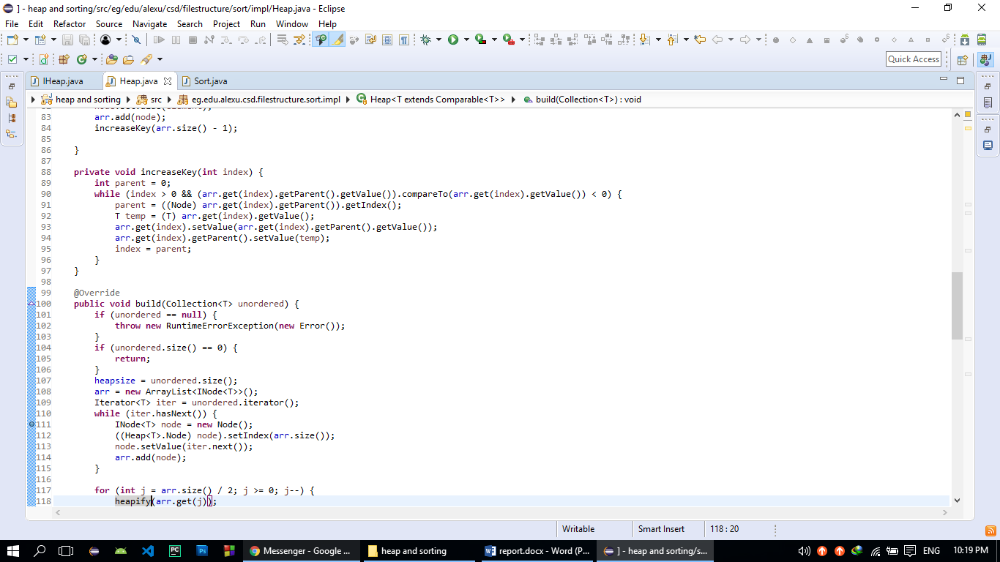 ] - heap and sorting/src/eg/edu/alexu/csd/filestructure/sort/impl/Heap.java - Eclipse
File Edit Refactor Source Navigate Search Project Run Window Help
Quick Access
IHeap.java Heap.java Sort.java
heap and sorting src eg.edu.alexu.csd.filestructure.sort.impl Heap<T extends Comparable<T>> build(Collection<T>) : void
83 arr.add(node);
84 increaseKey(arr.size() - 1);
85
86 }
87
88 private void increaseKey(int index) {
89 int parent = 0;
90 while (index > 0 && (arr.get(index).getParent().getValue()).compareTo(arr.get(index).getValue()) < 0) {
91 parent = ((Node) arr.get(index).getParent()).getIndex();
92 T temp = (T) arr.get(index).getValue();
93 arr.get(index).setValue(arr.get(index).getParent().getValue());
94 arr.get(index).getParent().setValue(temp);
95 index = parent;
96 }
97 }
98
99 @Override
100 public void build(Collection<T> unordered) {
101 if (unordered == null) {
102 throw new RuntimeErrorException(new Error());
103 }
104 if (unordered.size() == 0) {
105 return;
106 }
107 heapsize = unordered.size();
108 arr = new ArrayList<INode<T>>();
109 Iterator<T> iter = unordered.iterator();
110 while (iter.hasNext()) {
111 INode<T> node = new Node();
112 ((Heap<T>.Node) node).setIndex(arr.size());
113 node.setValue(iter.next());
114 arr.add(node);
115 }
116
117 for (int j = arr.size() / 2; j >= 0; j--) {
118 heapify(arr.get(j));
Writable Smart Insert 118 : 20
Messenger - Google ... heap and sorting report.docx - Word (P... ] - heap and sorting/s... ENG 10:19 PM